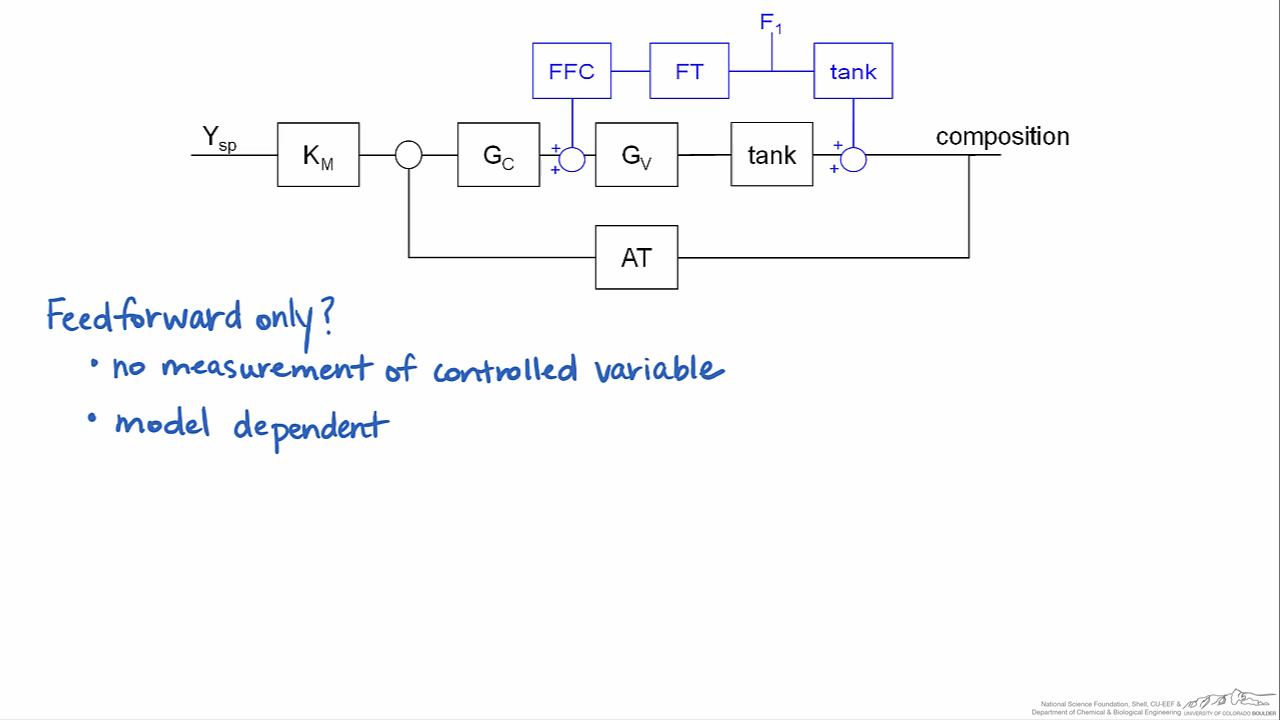 F1
FFC FT tank
Ysp KM GC + + GV tank + + composition
AT
Feedforward only?
• no measurement of controlled variable
• model dependent
National Science Foundation, Shell, CU-EEF &
Department of Chemical & Biological Engineering UNIVERSITY OF COLORADO BOULDER